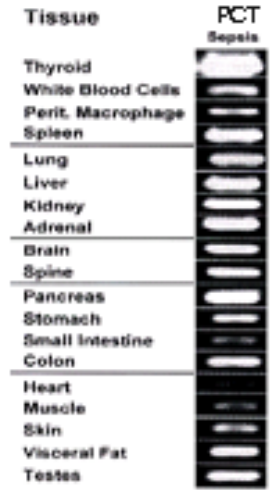 Tissue PCT
Sepsis
Thyroid
White Blood Cells
Perit. Macrophage
Spleen
Lung
Liver
Kidney
Adrenal
Brain
Spine
Pancreas
Stomach
Small Intestine
Colon
Heart
Muscle
Skin
Visceral Fat
Testes